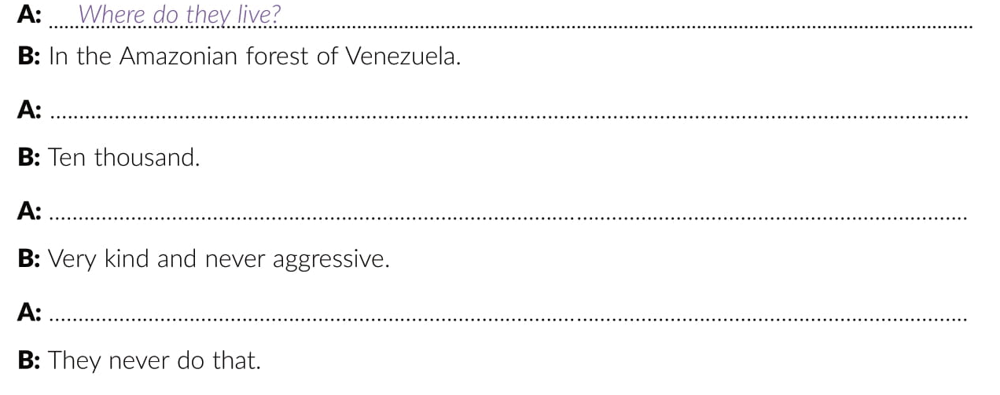 A: Where do they live?
B: In the Amazonian forest of Venezuela.
A:
B: Ten thousand.
A:
B: Very kind and never aggressive.
A:
B: They never do that.